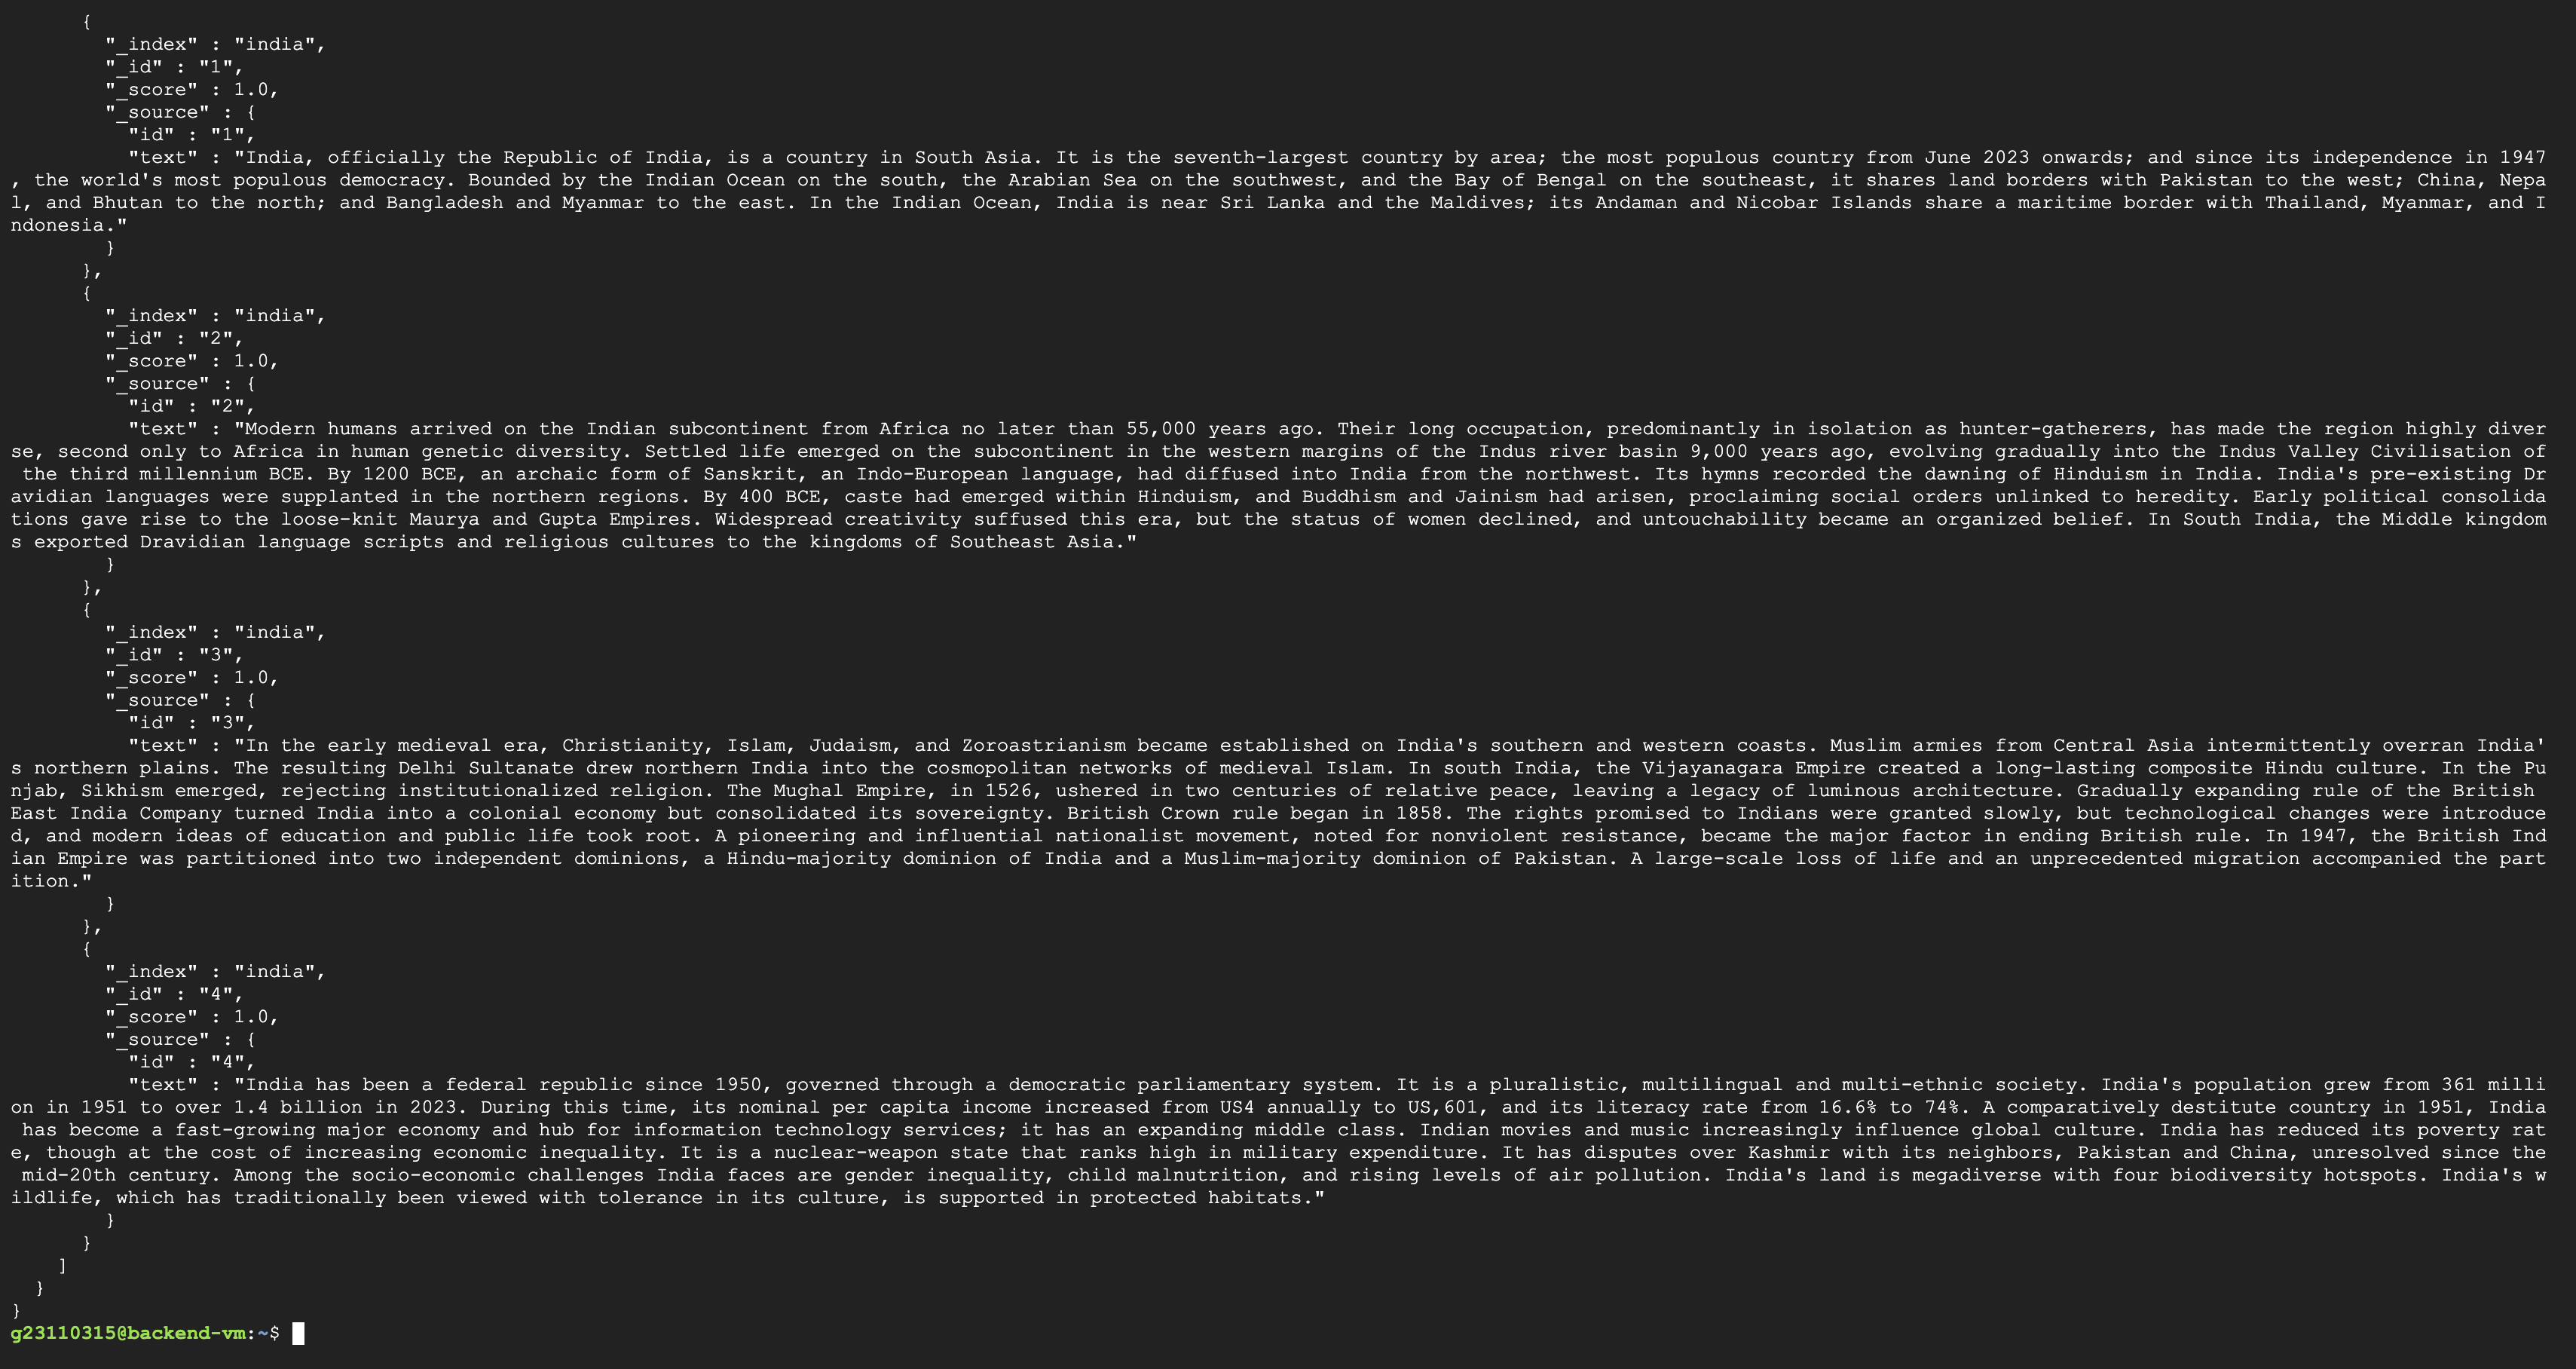 {
"_index" : "india",
"_id" : "1",
"_score" : 1.0,
"_source" : {
"id" : "1",
"text" : "India, officially the Republic of India, is a country in South Asia. It is the seventh-largest country by area; the most populous country from June 2023 onwards; and since its independence in 1947
, the world's most populous democracy. Bounded by the Indian Ocean on the south, the Arabian Sea on the southwest, and the Bay of Bengal on the southeast, it shares land borders with Pakistan to the west; China, Nepa
l, and Bhutan to the north; and Bangladesh and Myanmar to the east. In the Indian Ocean, India is near Sri Lanka and the Maldives; its Andaman and Nicobar Islands share a maritime border with Thailand, Myanmar, and I
ndonesia."
}
},
{
"_index" : "india",
"_id" : "2",
"_score" : 1.0,
"_source" : {
"id" : "2",
"text" : "Modern humans arrived on the Indian subcontinent from Africa no later than 55,000 years ago. Their long occupation, predominantly in isolation as hunter-gatherers, has made the region highly diver
se, second only to Africa in human genetic diversity. Settled life emerged on the subcontinent in the western margins of the Indus river basin 9,000 years ago, evolving gradually into the Indus Valley Civilisation of
the third millennium BCE. By 1200 BCE, an archaic form of Sanskrit, an Indo-European language, had diffused into India from the northwest. Its hymns recorded the dawning of Hinduism in India. India's pre-existing Dr
avidian languages were supplanted in the northern regions. By 400 BCE, caste had emerged within Hinduism, and Buddhism and Jainism had arisen, proclaiming social orders unlinked to heredity. Early political consolida
tions gave rise to the loose-knit Maurya and Gupta Empires. Widespread creativity suffused this era, but the status of women declined, and untouchability became an organized belief. In South India, the Middle kingdom
s exported Dravidian language scripts and religious cultures to the kingdoms of Southeast Asia."
}
},
{
"_index" : "india",
"_id" : "3",
"_score" : 1.0,
"_source" : {
"id" : "3",
"text" : "In the early medieval era, Christianity, Islam, Judaism, and Zoroastrianism became established on India's southern and western coasts. Muslim armies from Central Asia intermittently overran India'
s northern plains. The resulting Delhi Sultanate drew northern India into the cosmopolitan networks of medieval Islam. In south India, the Vijayanagara Empire created a long-lasting composite Hindu culture. In the Pu
njab, Sikhism emerged, rejecting institutionalized religion. The Mughal Empire, in 1526, ushered in two centuries of relative peace, leaving a legacy of luminous architecture. Gradually expanding rule of the British
East India Company turned India into a colonial economy but consolidated its sovereignty. British Crown rule began in 1858. The rights promised to Indians were granted slowly, but technological changes were introduce
d, and modern ideas of education and public life took root. A pioneering and influential nationalist movement, noted for nonviolent resistance, became the major factor in ending British rule. In 1947, the British Ind
ian Empire was partitioned into two independent dominions, a Hindu-majority dominion of India and a Muslim-majority dominion of Pakistan. A large-scale loss of life and an unprecedented migration accompanied the part
ition."
}
},
{
"_index" : "india",
"_id" : "4",
"_score" : 1.0,
"_source" : {
"id" : "4",
"text" : "India has been a federal republic since 1950, governed through a democratic parliamentary system. It is a pluralistic, multilingual and multi-ethnic society. India's population grew from 361 milli
on in 1951 to over 1.4 billion in 2023. During this time, its nominal per capita income increased from US4 annually to US,601, and its literacy rate from 16.6% to 74%. A comparatively destitute country in 1951, India
has become a fast-growing major economy and hub for information technology services; it has an expanding middle class. Indian movies and music increasingly influence global culture. India has reduced its poverty rat
e, though at the cost of increasing economic inequality. It is a nuclear-weapon state that ranks high in military expenditure. It has disputes over Kashmir with its neighbors, Pakistan and China, unresolved since the
mid-20th century. Among the socio-economic challenges India faces are gender inequality, child malnutrition, and rising levels of air pollution. India's land is megadiverse with four biodiversity hotspots. India's w
ildlife, which has traditionally been viewed with tolerance in its culture, is supported in protected habitats."
}
}
]
}
}
g23110315@backend-vm:~$